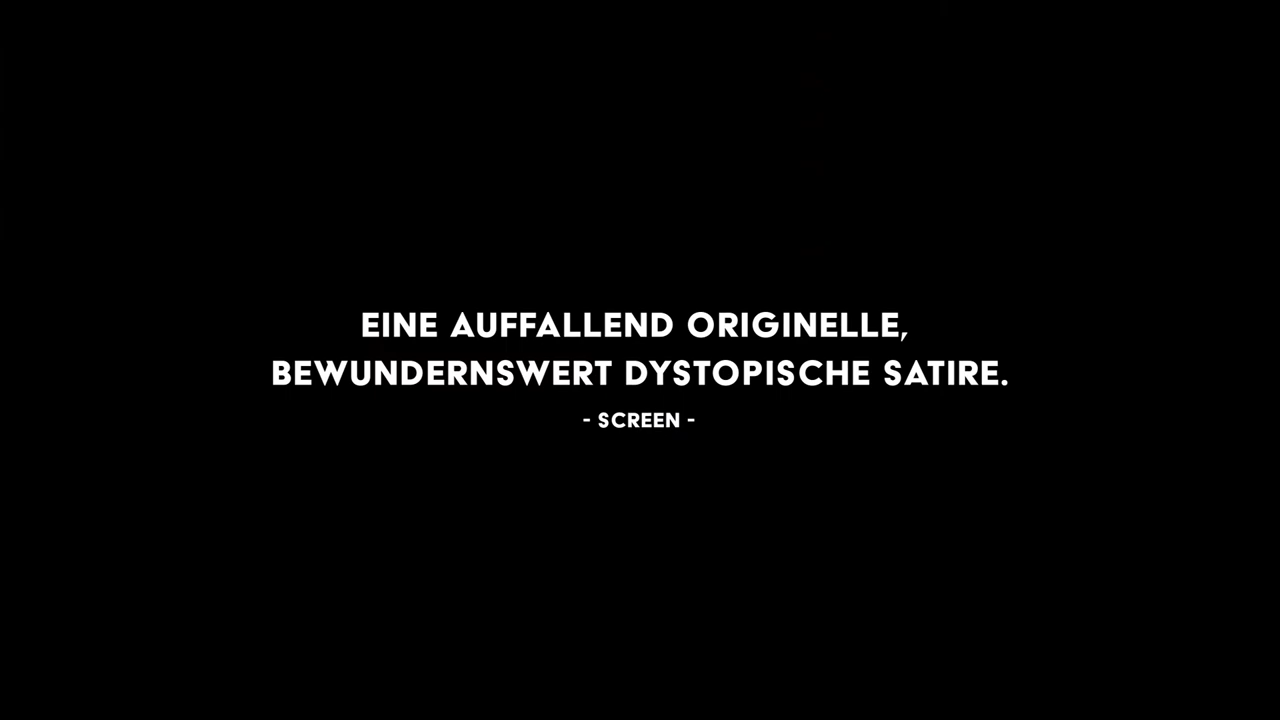 EINE AUFFALLEND ORIGINELLE,
BEWUNDERNSWERT DYSTOPISCHE SATIRE.
- SCREEN -